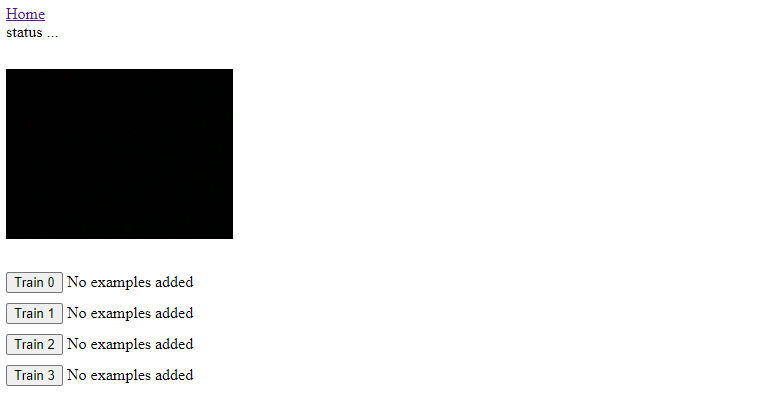 Home
status ...
Train 0 No examples added
Train 1 No examples added
Train 2 No examples added
Train 3 No examples added